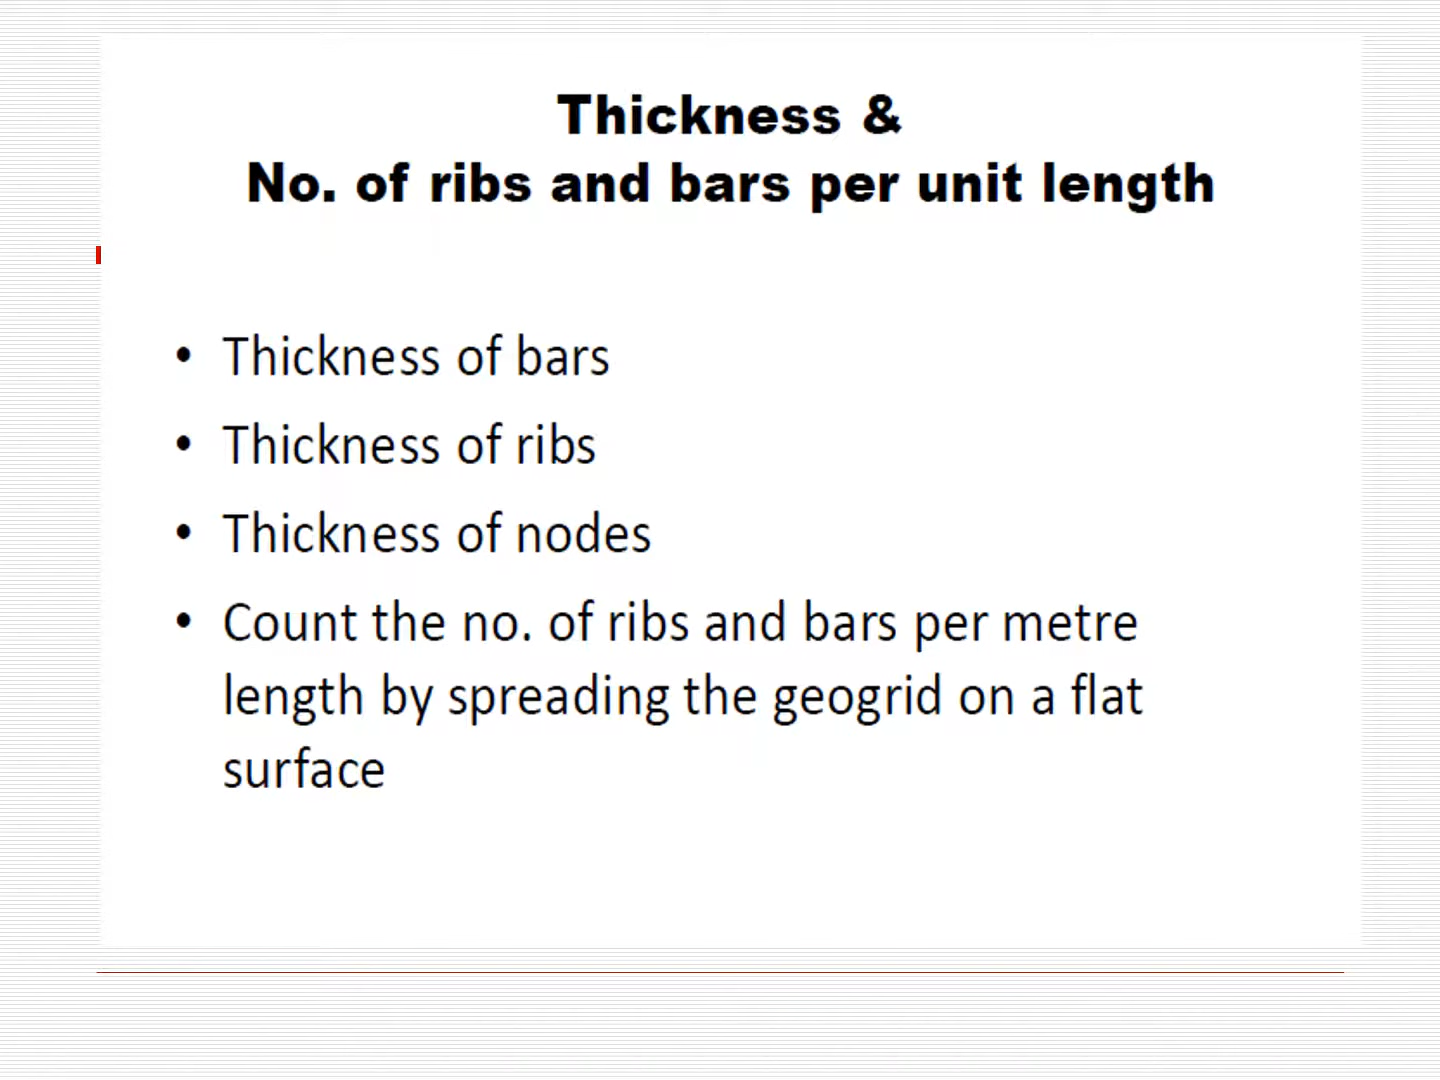 Thickness &
No. of ribs and bars per unit length
• Thickness of bars
• Thickness of ribs
• Thickness of nodes
• Count the no. of ribs and bars per metre
length by spreading the geogrid on a flat
surface